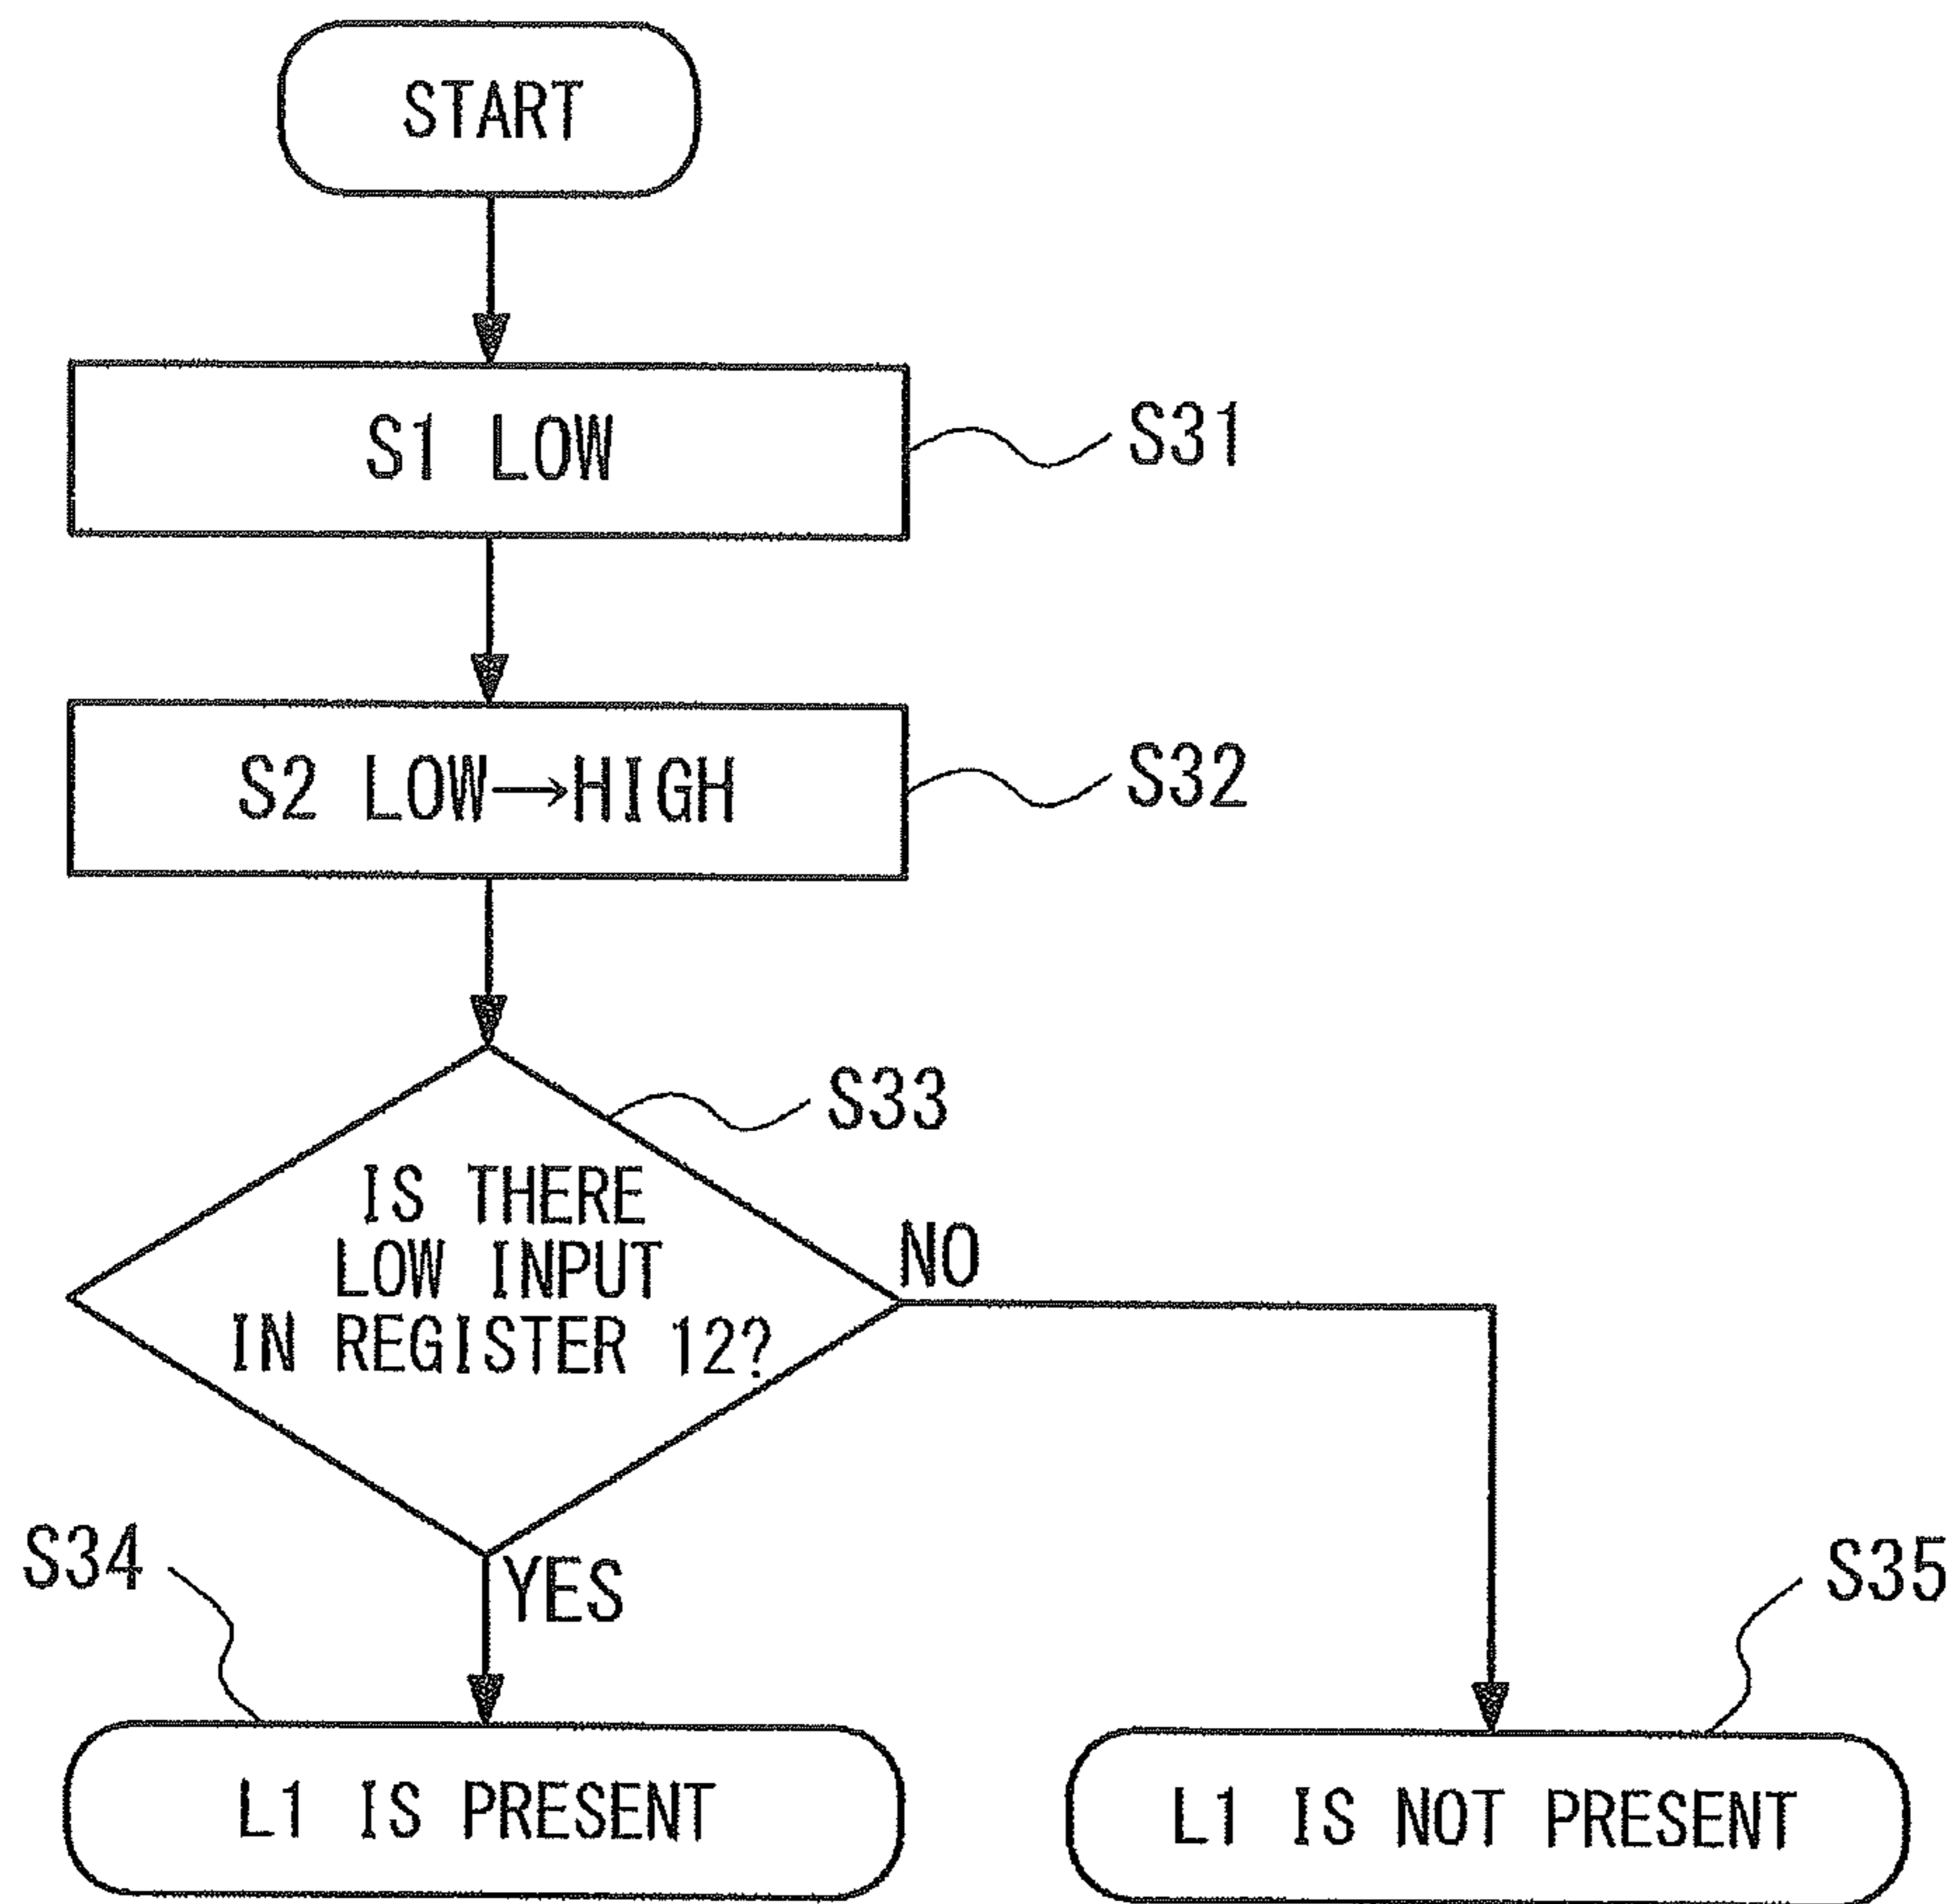 START
S1 LOW
S31
S2 LOW→HIGH
S32
S33
IS THERE
LOW INPUT
IN REGISTER 12?
NO
YES
S34
S35
L1 IS PRESENT
L1 IS NOT PRESENT